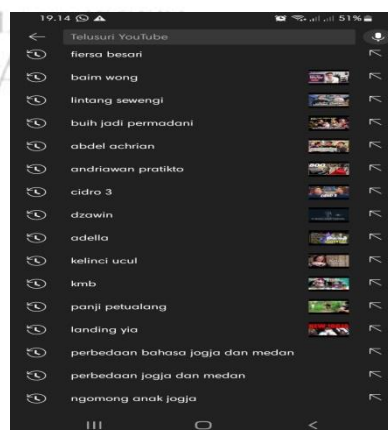 19.14
51%
Telusuri YouTube
fiersa besari
baim wong
lintang sewengi
buih jadi permadani
abdel achrian
andriawan pratikto
cidro 3
dzawin
adella
kelinci ucul
kmb
panji petualang
landing yia
perbedaan bahasa jogja dan medan
perbedaan jogja dan medan
ngomong anak jogja